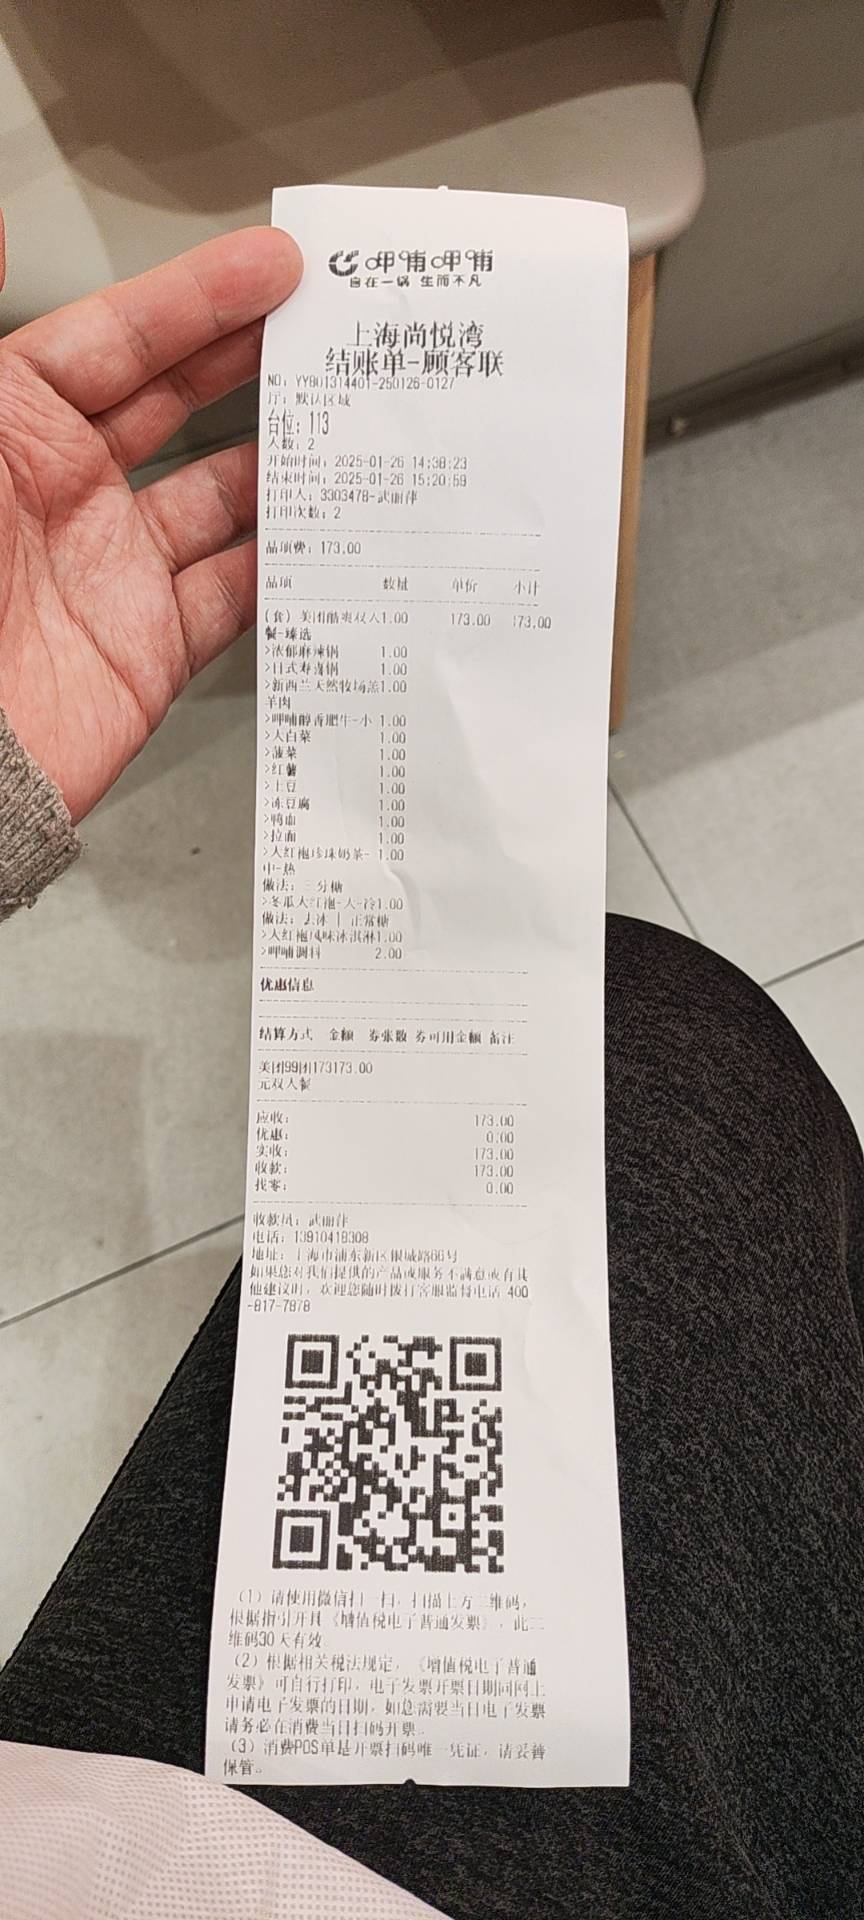 呷哺呷哺
自在一锅 生而不凡
上海尚悦湾
结账单-顾客联
NO: YY801314401-250126-0127
厅: 默认区域
台位: 113
人数: 2
开始时间: 2025-01-26 14:38:23
结束时间: 2025-01-26 15:20:59
打印人: 3303478-武丽萍
打印次数: 2
品项费: 173.00
品项 数量 单价 小计
(套)美团酷爽双人1.00 173.00 173.00
餐-臻选
>浓郁麻辣锅 1.00
>日式寿喜锅 1.00
>新西兰天然牧场羔1.00
羊肉
>呷哺醇香肥牛-小 1.00
>大白菜 1.00
>菠菜 1.00
>红薯 1.00
>土豆 1.00
>冻豆腐 1.00
>鸭血 1.00
>拉面 1.00
>大红袍珍珠奶茶- 1.00
中-热
做法: 三分糖
>冬瓜大红袍-大-冷1.00
做法: 去冰 | 正常糖
>大红袍风味冰淇淋1.00
>呷哺调料 2.00
优惠信息
结算方式 金额 券张数 券可用金额 备注
美团99团173173.00
元双人餐
应收: 173.00
优惠: 0.00
实收: 173.00
收款: 173.00
找零: 0.00
收款员: 武丽萍
电话: 13910418308
地址: 上海市浦东新区银城路66号
如果您对我们提供的产品或服务不满意或有其
他建议时, 欢迎您随时拨打客服监督电话 400
-817-7878
(1) 请使用微信扫一扫, 扫描上方二维码,
根据指引开具《增值税电子普通发票》, 此二
维码30天有效。
(2) 根据相关税法规定, 《增值税电子普通
发票》可自行打印, 电子发票开票日期同网上
申请电子发票的日期, 如您需要当日电子发票
请务必在消费当日扫码开票。
(3) 消费POS单是开票扫码唯一凭证, 请妥善
保管。